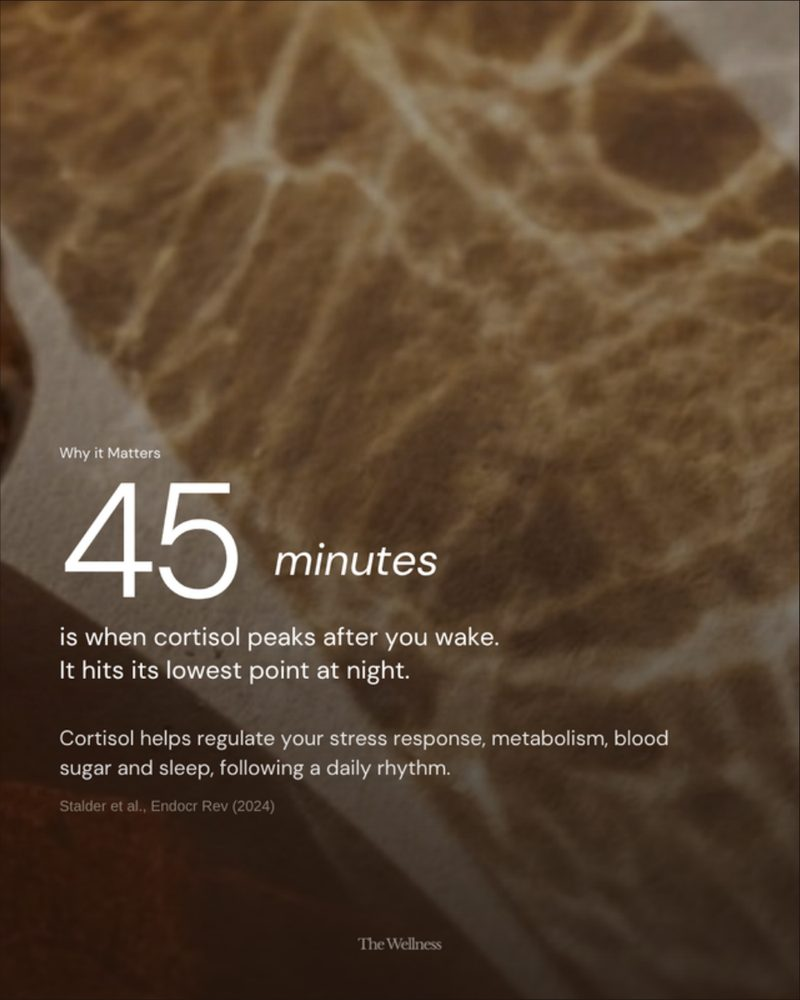 Why it Matters
45 minutes
is when cortisol peaks after you wake.
It hits its lowest point at night.
Cortisol helps regulate your stress response, metabolism, blood
sugar and sleep, following a daily rhythm.
Stalder et al., Endocr Rev (2024)
The Wellness